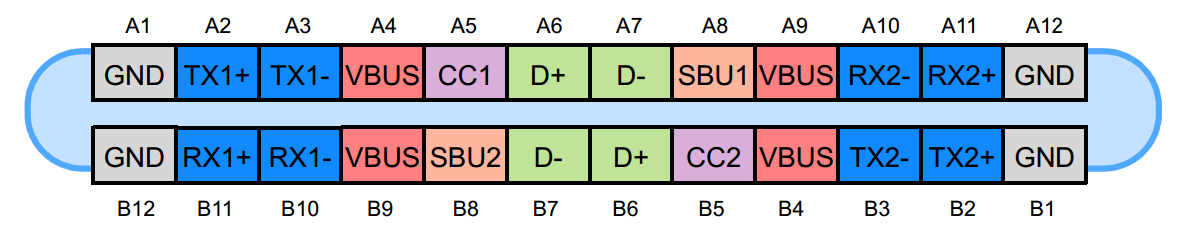 A1 A2 A3 A4 A5 A6 A7 A8 A9 A10 A11 A12
GND TX1+ TX1- VBUS CC1 D+ D- SBU1 VBUS RX2- RX2+ GND
GND RX1+ RX1- VBUS SBU2 D- D+ CC2 VBUS TX2- TX2+ GND
B12 B11 B10 B9 B8 B7 B6 B5 B4 B3 B2 B1